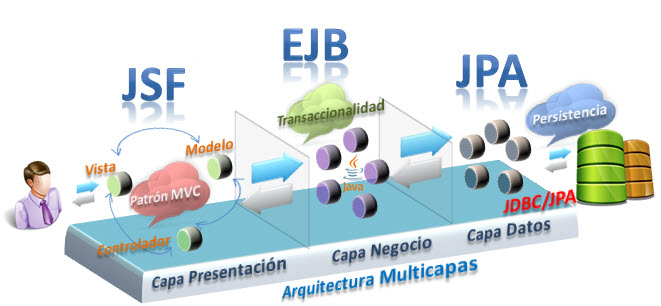 JSF
EJB
JPA
Transaccionalidad
Persistencia
Vista
Modelo
Patrón MVC
Java
Controlador
JDBC/JPA
Capa Presentación
Capa Negocio
Capa Datos
Arquitectura Multicapas